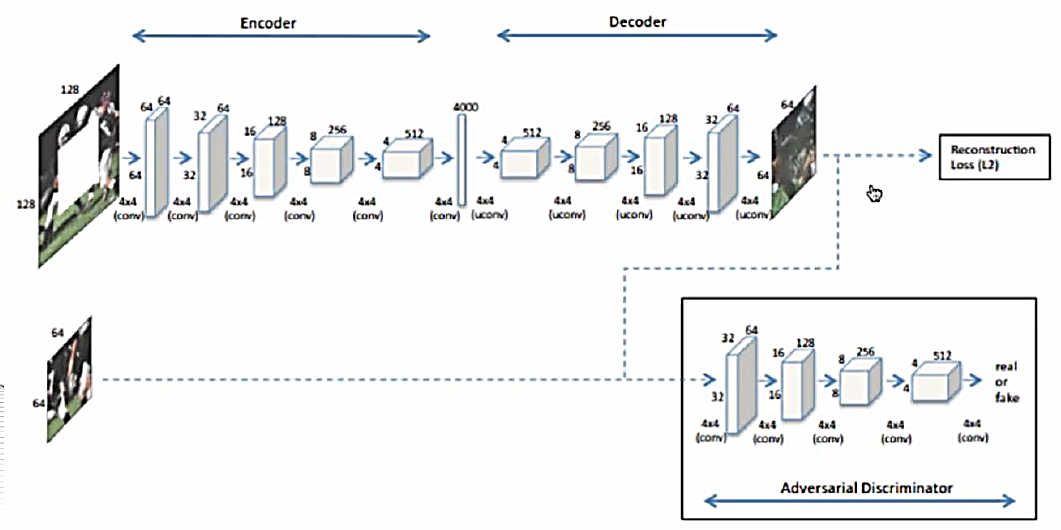 Encoder
Decoder
128
128
64 64
64
4x4
(conv)
32 64
32
4x4
(conv)
16 128
16
4x4
(conv)
8 256
8
4x4
(conv)
4 512
4
4x4
(conv)
4000
4x4
(conv)
4 512
4
4x4
(uconv)
8 256
8
4x4
(uconv)
16 128
16
4x4
(uconv)
32 64
32
4x4
(uconv)
64
64
4x4
(uconv)
Reconstruction
Loss (L2)
64
64
32 64
32
4x4
(conv)
16 128
16
4x4
(conv)
8 256
8
4x4
(conv)
4 512
4
4x4
(conv)
4x4
(conv)
real
or
fake
Adversarial Discriminator